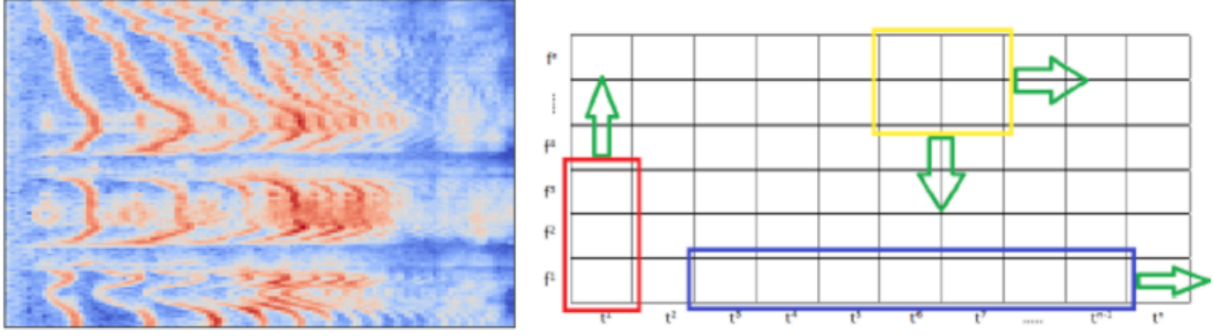 fⁿ
....
f⁴
f³
f²
f¹
t¹ t² t³ t⁴ t⁵ t⁶ t⁷ ..... tⁿ⁻¹ tⁿ